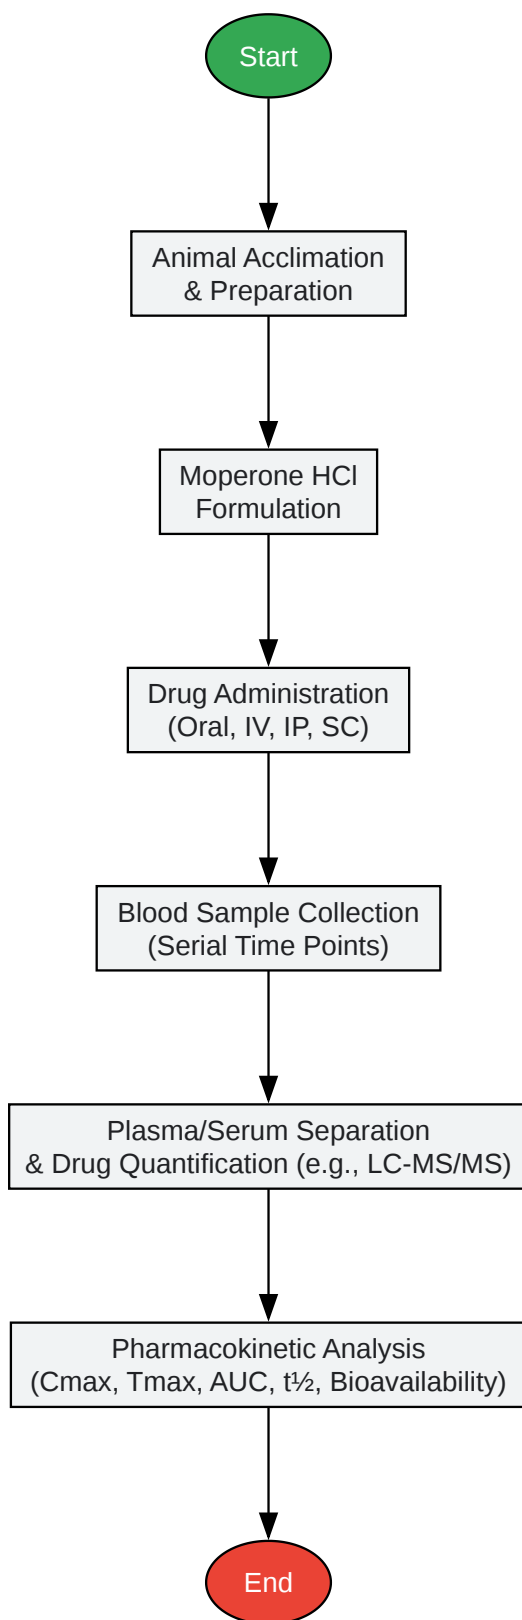 Start
Animal Acclimation
& Preparation
Moperone HCl
Formulation
Drug Administration
(Oral, IV, IP, SC)
Blood Sample Collection
(Serial Time Points)
Plasma/Serum Separation
& Drug Quantification (e.g., LC-MS/MS)
Pharmacokinetic Analysis
(Cmax, Tmax, AUC, t½, Bioavailability)
End